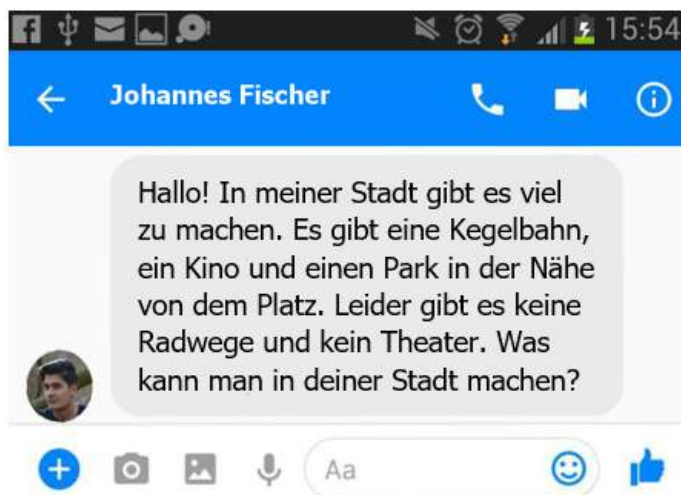 15:54
Johannes Fischer
Hallo! In meiner Stadt gibt es viel
zu machen. Es gibt eine Kegelbahn,
ein Kino und einen Park in der Nähe
von dem Platz. Leider gibt es keine
Radwege und kein Theater. Was
kann man in deiner Stadt machen?
Aa